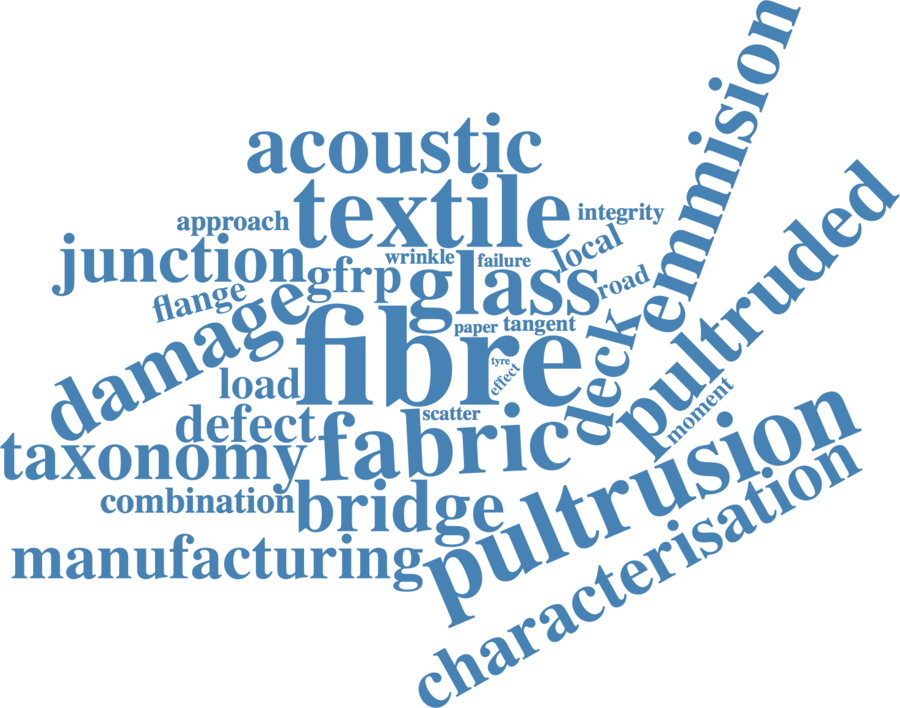 emmision
acoustic
textile
pultruded
approach
integrity
junction
local
wrinkle
failure
gfrp
glass
road
flange
damage
paper
tangent
fibre
deck
tyre
effect
load
moment
scatter
defect
fabric
taxonomy
pultrusion
combination
bridge
characterisation
manufacturing